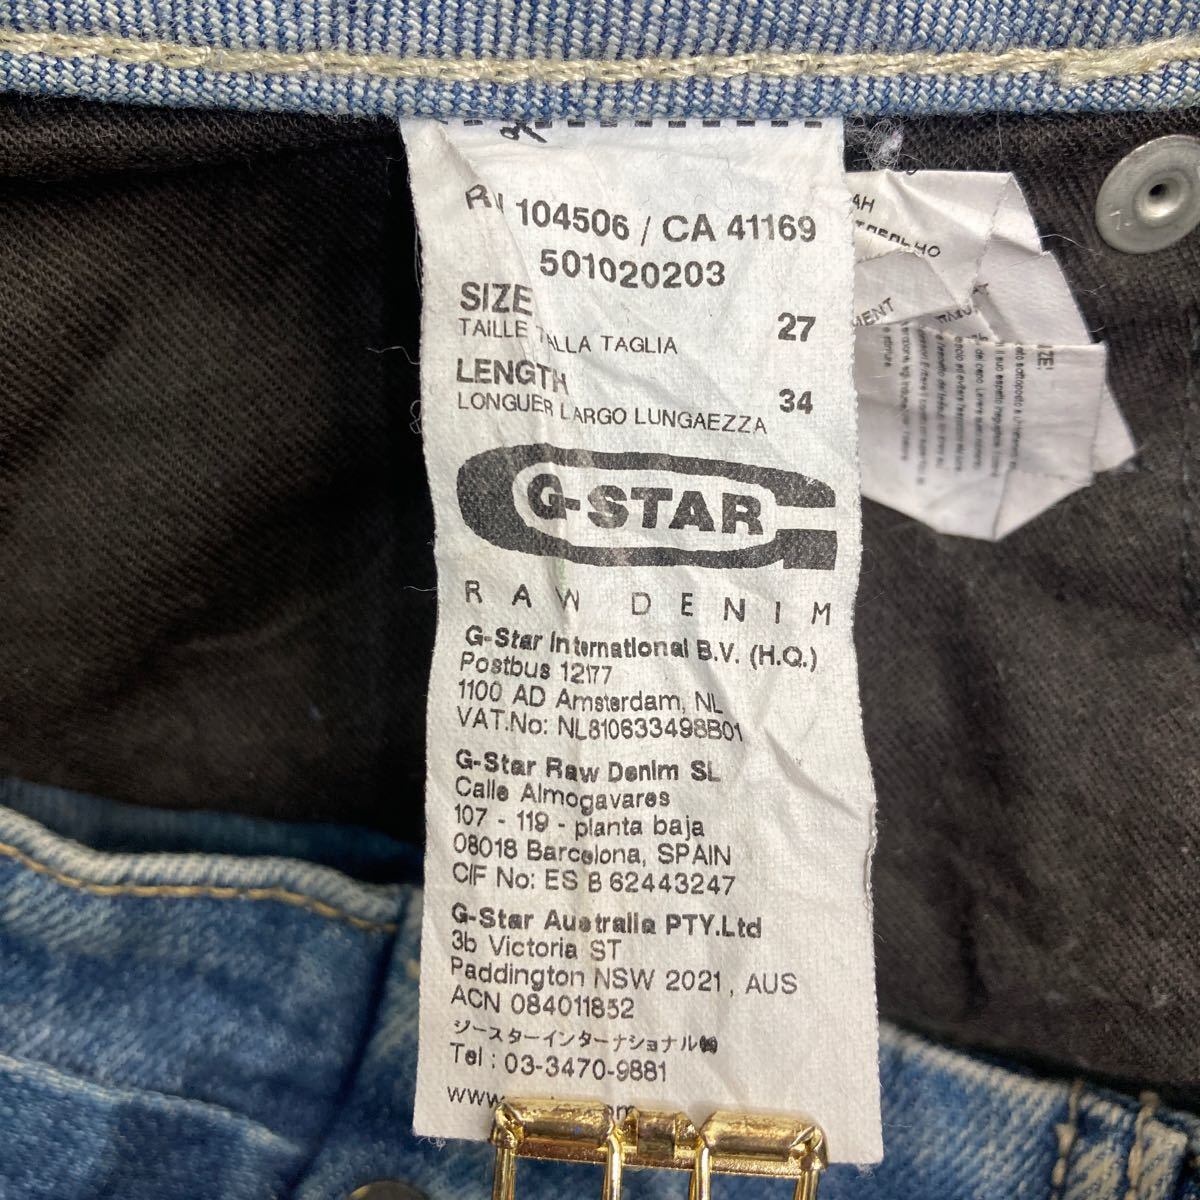 RN 104506 / CA 41169
501020203
SIZE 27
TAILLE TALLA TAGLIA
LENGTH 34
LONGUER LARGO LUNGAEZZA
G-STAR
RAW DENIM
G-Star International B.V. (H.Q.)
Postbus 12177
1100 AD Amsterdam, NL
VAT.No: NL810633498B01
G-Star Raw Denim SL
Calle Almogavares
107 - 119 - planta baja
08018 Barcelona, SPAIN
CIF No: ES B 62443247
G-Star Australia PTY.Ltd
3b Victoria ST
Paddington NSW 2021, AUS
ACN 084011852
ジースターインターナショナル㈱
Tel : 03-3470-9881
www.